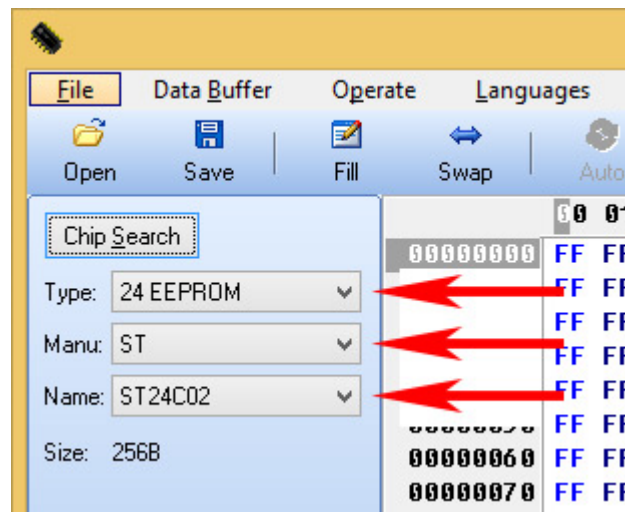 File Data Buffer Operate Languages
Open Save Fill Swap Auto
Chip Search
00000000 FF
Type: 24 EEPROM
FF
Manu: ST
FF
FF
Name: ST24C02
FF
FF
Size: 256B
00000060 FF
00000070 FF